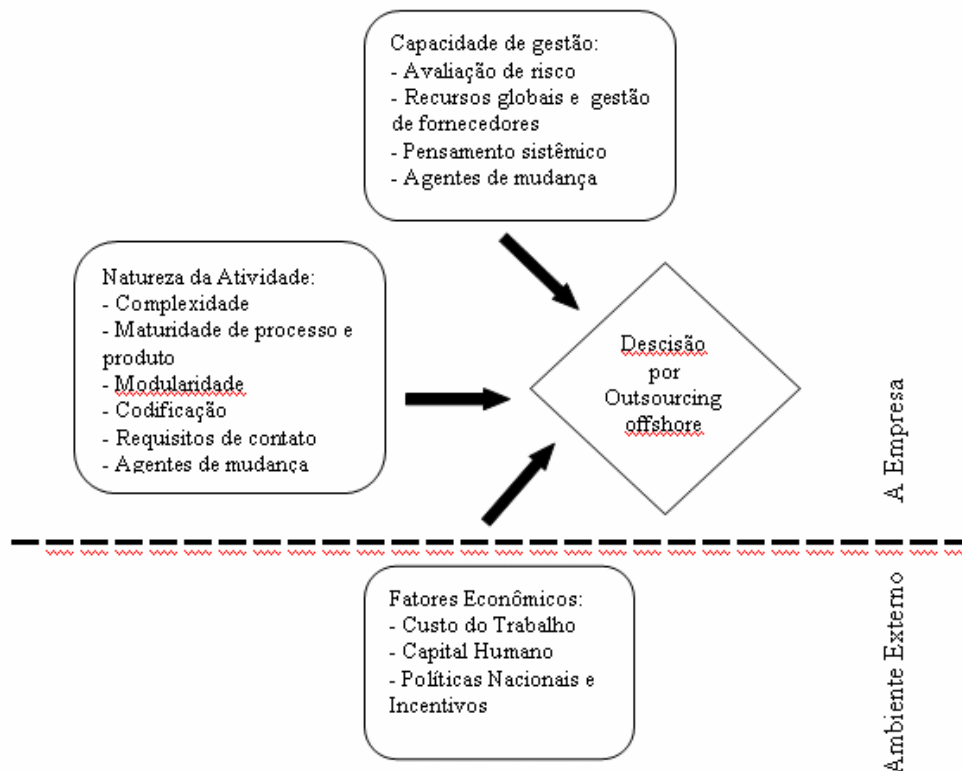 Capacidade de gestão:
- Avaliação de risco
- Recursos globais e gestão
de fornecedores
- Pensamento sistêmico
- Agentes de mudança
Natureza da Atividade:
- Complexidade
- Maturidade de processo e
produto
- Modularidade
- Codificação
- Requisitos de contato
- Agentes de mudança
Descisão
por
Outsourcing
offshore
A Empresa
Fatores Econômicos:
- Custo do Trabalho
- Capital Humano
- Políticas Nacionais e
Incentivos
Ambiente Externo